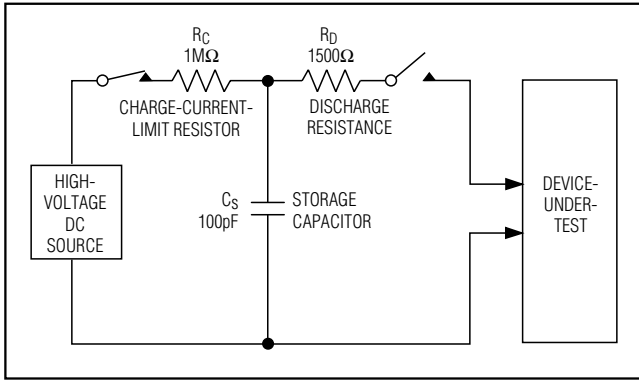 RC
1MΩ
CHARGE-CURRENT-
LIMIT RESISTOR
RD
1500Ω
DISCHARGE
RESISTANCE
HIGH-
VOLTAGE
DC
SOURCE
CS
100pF
STORAGE
CAPACITOR
DEVICE-
UNDER-
TEST